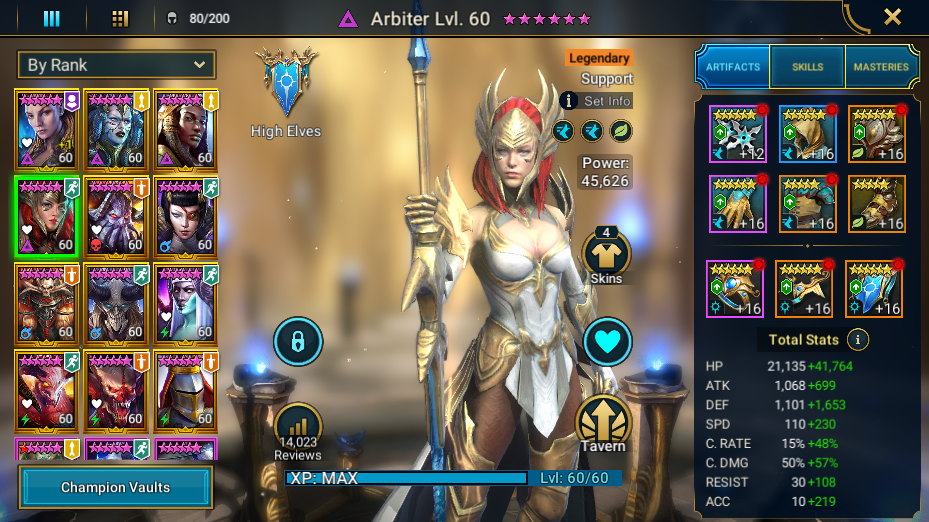 80/200
Arbiter Lvl. 60
By Rank
+1
60
60
60
60
60
60
60
60
60
60
60
60
Champion Vaults
High Elves
Legendary
Support
i Set Info
Power:
45,626
4
Skins
14,023
Reviews
Tavern
XP: MAX
Lvl: 60/60
ARTIFACTS
SKILLS
MASTERIES
+12
+16
+16
+16
+16
+16
+16
+16
+16
Total Stats i
HP 21,135 +41,764
ATK 1,068 +699
DEF 1,101 +1,653
SPD 110 +230
C. RATE 15% +48%
C. DMG 50% +57%
RESIST 30 +108
ACC 10 +219